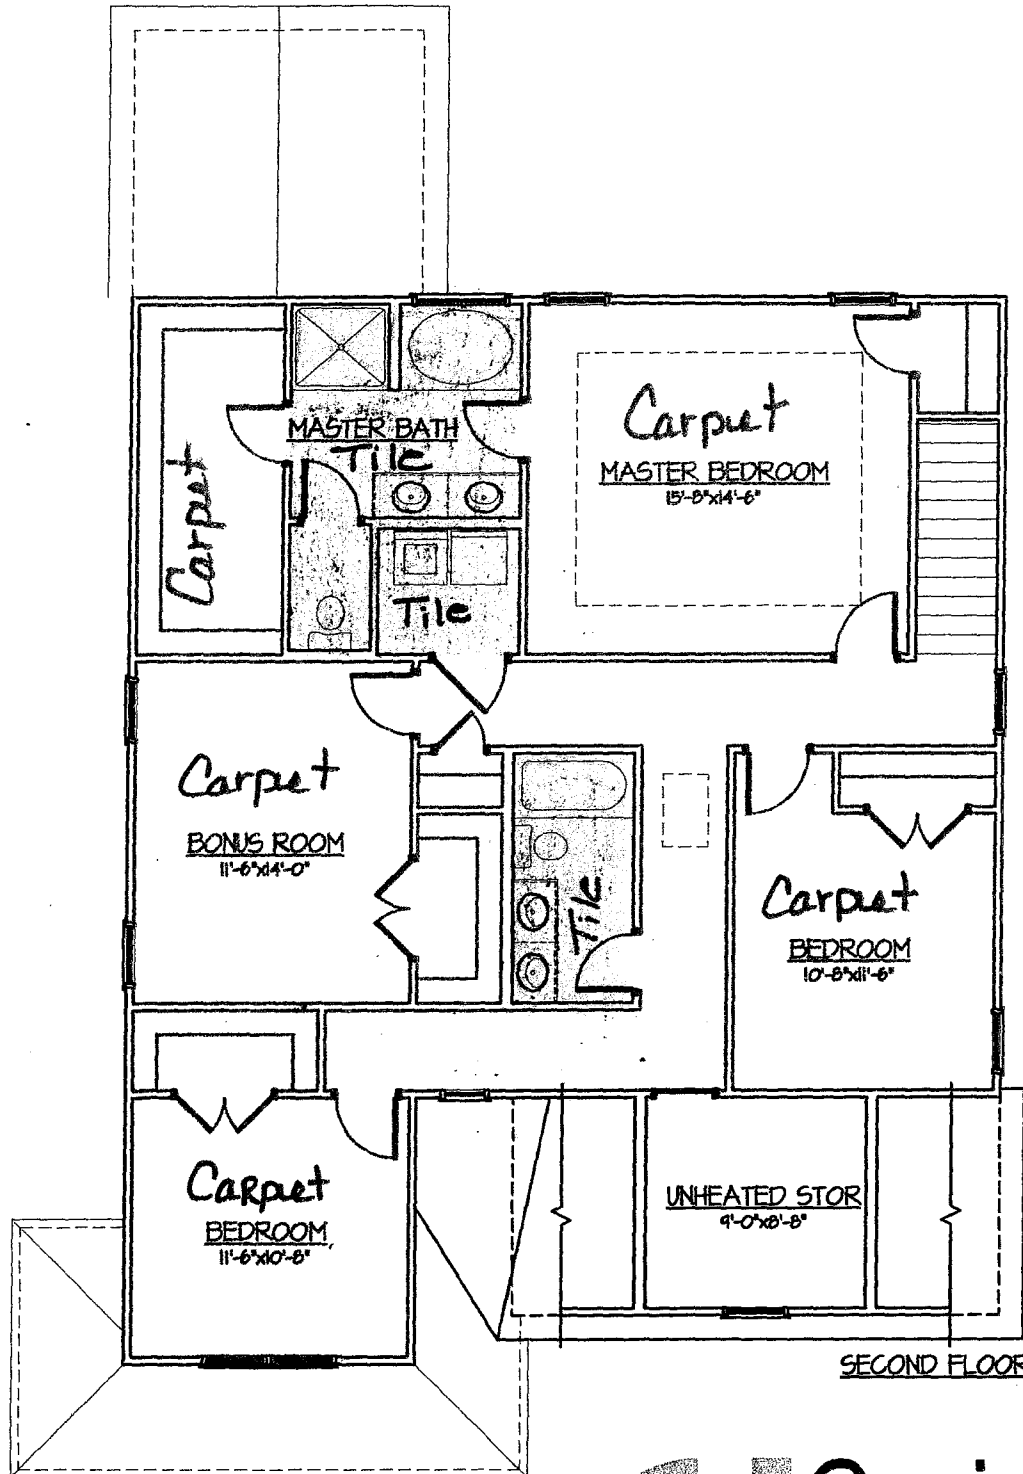 Carpet
MASTER BATH
Tile
Carpet
MASTER BEDROOM
15'-8"x14'-6"
Carpet
Tile
Carpet
BONUS ROOM
11'-6"x14'-0"
Tile
Carpet
BEDROOM
10'-8"x11'-6"
Carpet
BEDROOM
11'-6"x10'-8"
UNHEATED STOR
9'-0"x8'-8"
SECOND FLOOR